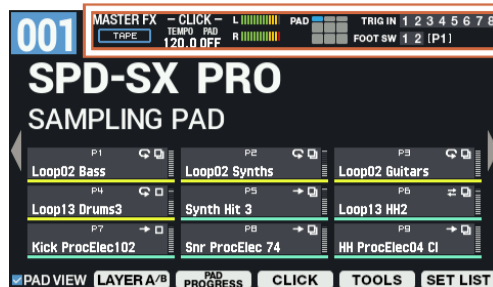 001
MASTER FX - CLICK - L PAD TRIG IN 1 2 3 4 5 6 7 8
TAPE TEMPO PAD R FOOT SW 1 2 [P1]
120.0 OFF
SPD-SX PRO
SAMPLING PAD
P1 P2 P3
Loop02 Bass Loop02 Synths Loop02 Guitars
P4 P5 P6
Loop13 Drums3 Synth Hit 3 Loop13 HH2
P7 P8 P9
Kick ProcElec102 Snr ProcElec 74 HH ProcElec04 Cl
PAD VIEW LAYER A/B PAD PROGRESS CLICK TOOLS SET LIST